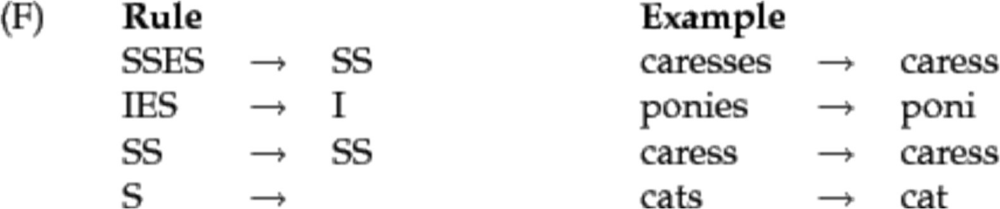 (F) Rule Example
SSES → SS caresses → caress
IES → I ponies → poni
SS → SS caress → caress
S → cats → cat